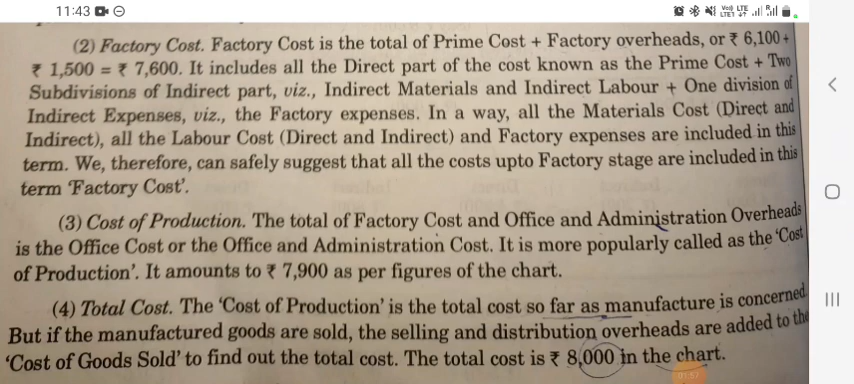 11:43
Vo) LTE
LTE1
R
(2) Factory Cost. Factory Cost is the total of Prime Cost + Factory overheads, or ₹ 6,100 +
₹ 1,500 = ₹ 7,600. It includes all the Direct part of the cost known as the Prime Cost + Two
Subdivisions of Indirect part, viz., Indirect Materials and Indirect Labour + One division of
Indirect Expenses, viz., the Factory expenses. In a way, all the Materials Cost (Direct and
Indirect), all the Labour Cost (Direct and Indirect) and Factory expenses are included in this
term. We, therefore, can safely suggest that all the costs upto Factory stage are included in this
term 'Factory Cost'.
(3) Cost of Production. The total of Factory Cost and Office and Administration Overheads
is the Office Cost or the Office and Administration Cost. It is more popularly called as the 'Cost
of Production'. It amounts to ₹ 7,900 as per figures of the chart.
(4) Total Cost. The 'Cost of Production' is the total cost so far as manufacture is concerned
But if the manufactured goods are sold, the selling and distribution overheads are added to the
'Cost of Goods Sold' to find out the total cost. The total cost is ₹ 8,000 in the chart.
01:57